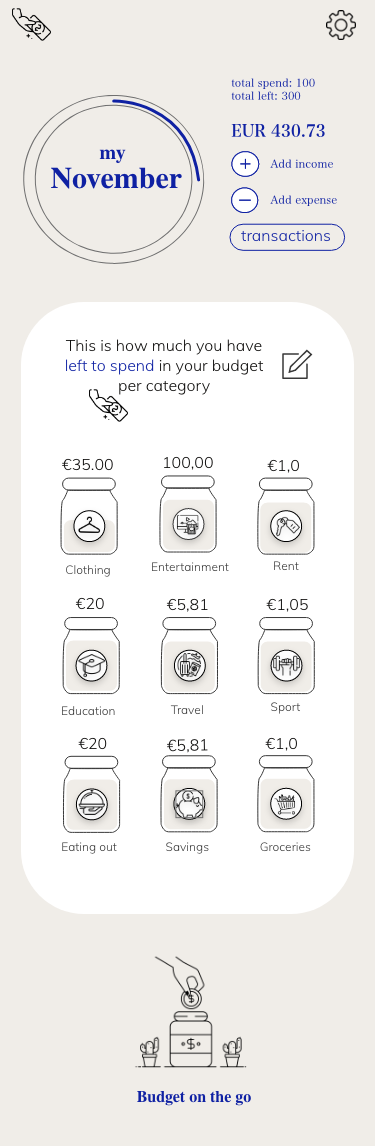 total spend: 100
total left: 300
my
November
EUR 430.73
Add income
Add expense
transactions
This is how much you have
left to spend in your budget
per category
€35.00
100,00
€1,0
Clothing
Entertainment
Rent
€20
€5,81
€1,05
Education
Travel
Sport
€20
€5,81
€1,0
$
Eating out
Savings
Groceries
$
$
Budget on the go